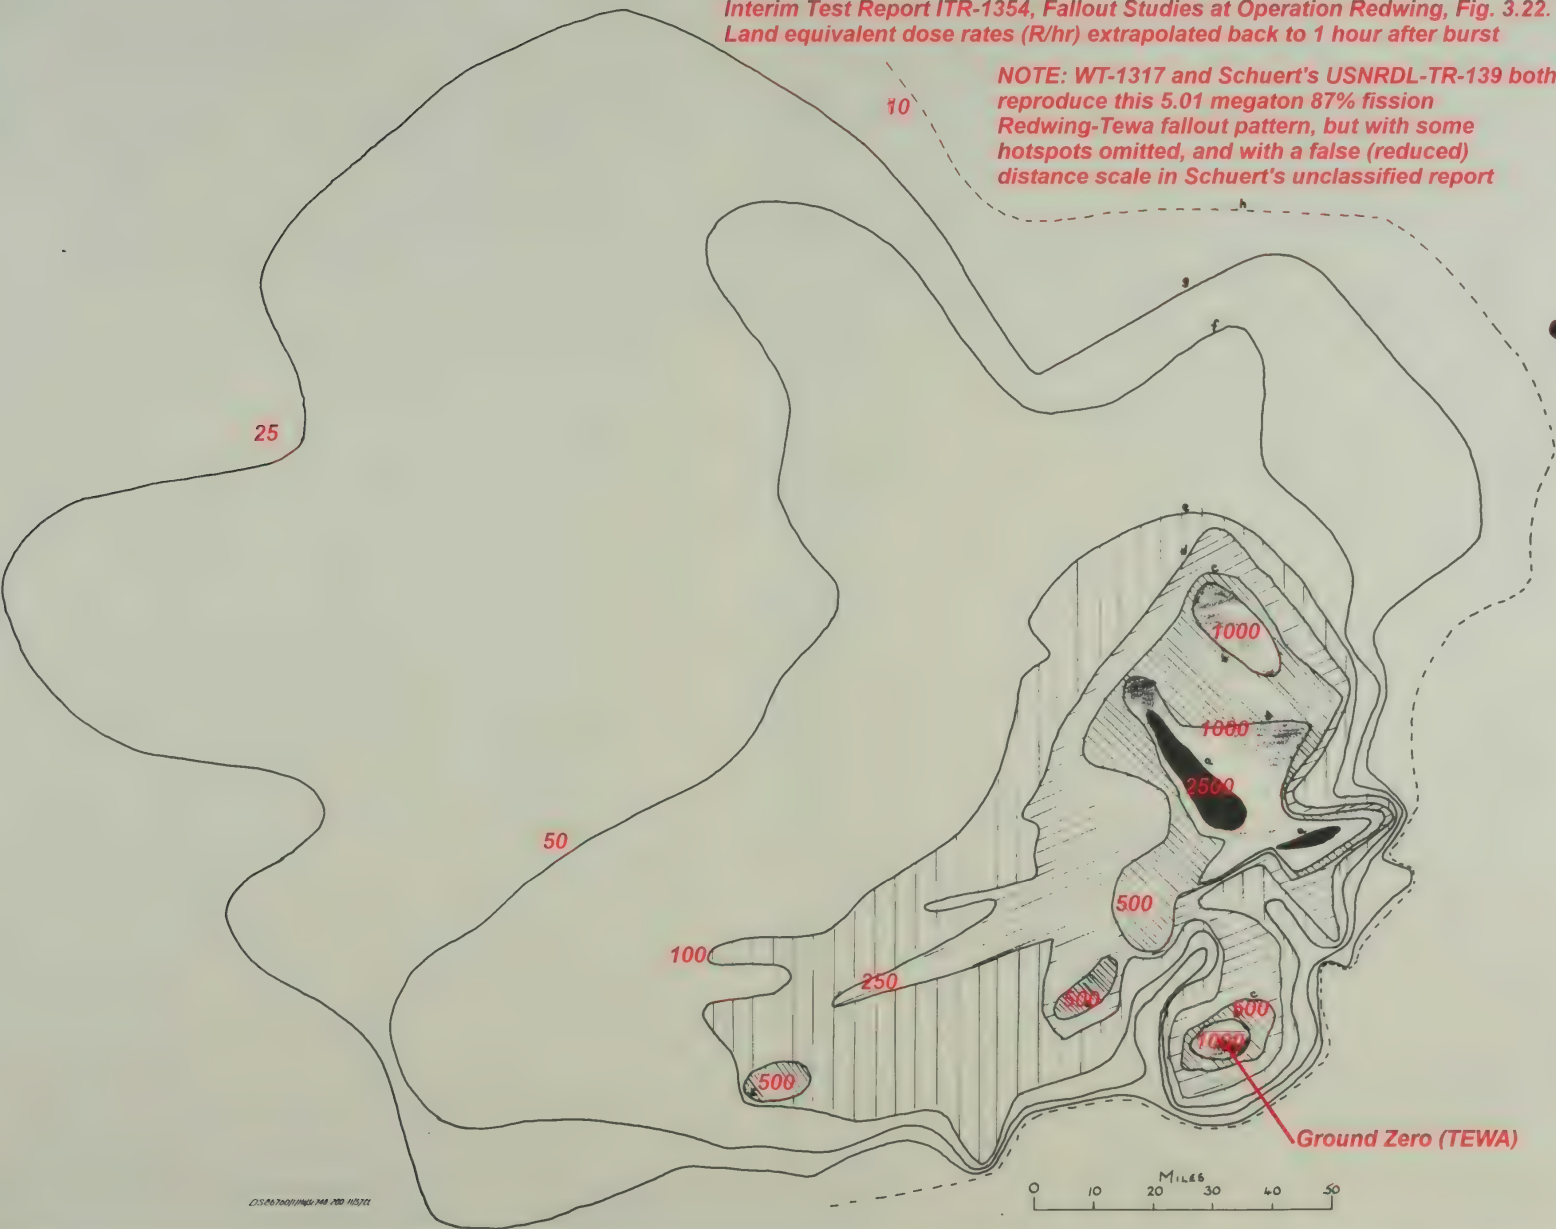 Interim Test Report ITR-1354, Fallout Studies at Operation Redwing, Fig. 3.22.
Land equivalent dose rates (R/hr) extrapolated back to 1 hour after burst
NOTE: WT-1317 and Schuert's USNRDL-TR-139 both
reproduce this 5.01 megaton 87% fission
Redwing-Tewa fallout pattern, but with some
hotspots omitted, and with a false (reduced)
distance scale in Schuert's unclassified report
10
h
g
f
25
e
d
c
1000
b
1000
a
2500
a
50
500
100
250
500
c
500
1000
500
Ground Zero (TEWA)
MILES
0 10 20 30 40 50